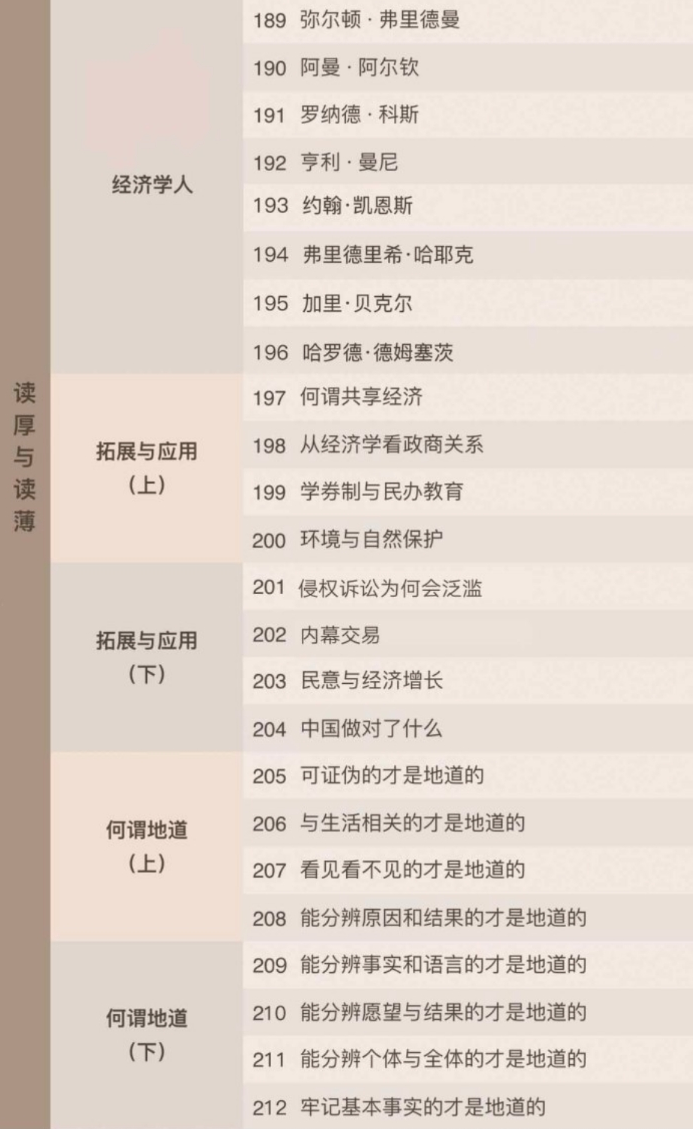 读厚与读薄
经济学人
189 弥尔顿·弗里德曼
190 阿曼·阿尔钦
191 罗纳德·科斯
192 亨利·曼尼
193 约翰·凯恩斯
194 弗里德里希·哈耶克
195 加里·贝克尔
196 哈罗德·德姆塞茨
拓展与应用
(上)
197 何谓共享经济
198 从经济学看政商关系
199 学券制与民办教育
200 环境与自然保护
拓展与应用
(下)
201 侵权诉讼为何会泛滥
202 内幕交易
203 民意与经济增长
204 中国做对了什么
何谓地道
(上)
205 可证伪的才是地道的
206 与生活相关的才是地道的
207 看见看不见的才是地道的
208 能分辨原因和结果的才是地道的
何谓地道
(下)
209 能分辨事实和语言的才是地道的
210 能分辨愿望与结果的才是地道的
211 能分辨个体与全体的才是地道的
212 牢记基本事实的才是地道的